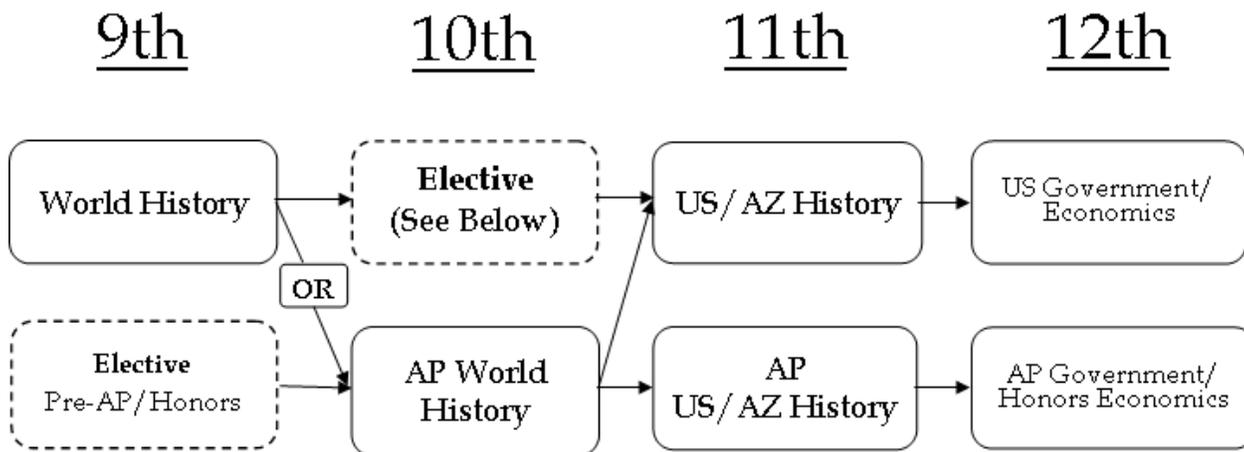 9th
10th
11th
12th
World History
Elective
(See Below)
US/AZ History
US Government/
Economics
OR
Elective
Pre-AP/Honors
AP World
History
AP
US/AZ History
AP Government/
Honors Economics